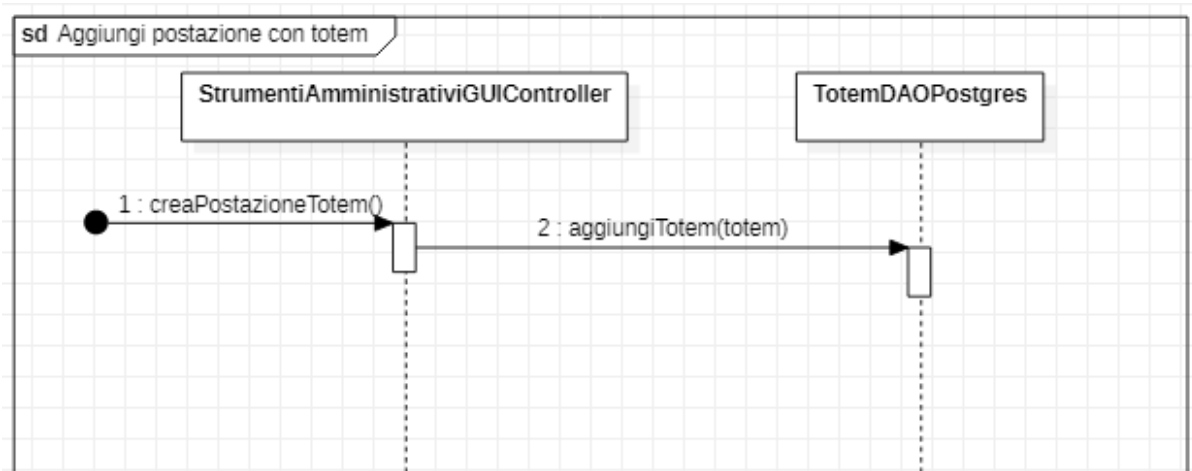 sd Aggiungi postazione con totem
StrumentiAmministrativiGUIController
TotemDAOPostgres
1 : creaPostazioneTotem()
2 : aggiungiTotem(totem)